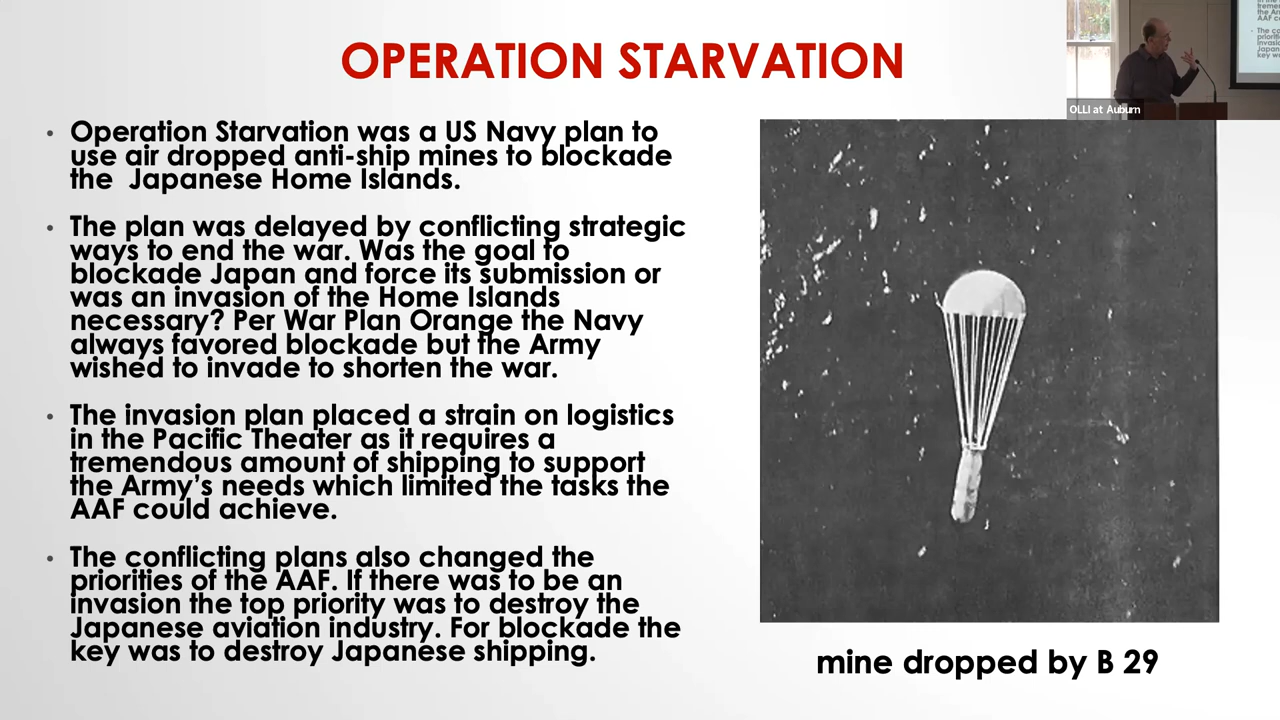 OPERATION STARVATION
• Operation Starvation was a US Navy plan to
use air dropped anti-ship mines to blockade
the Japanese Home Islands.
• The plan was delayed by conflicting strategic
ways to end the war. Was the goal to
blockade Japan and force its submission or
was an invasion of the Home Islands
necessary? Per War Plan Orange the Navy
always favored blockade but the Army
wished to invade to shorten the war.
• The invasion plan placed a strain on logistics
in the Pacific Theater as it requires a
tremendous amount of shipping to support
the Army’s needs which limited the tasks the
AAF could achieve.
• The conflicting plans also changed the
priorities of the AAF. If there was to be an
invasion the top priority was to destroy the
Japanese aviation industry. For blockade the
key was to destroy Japanese shipping.
OLLI at Auburn
mine dropped by B 29